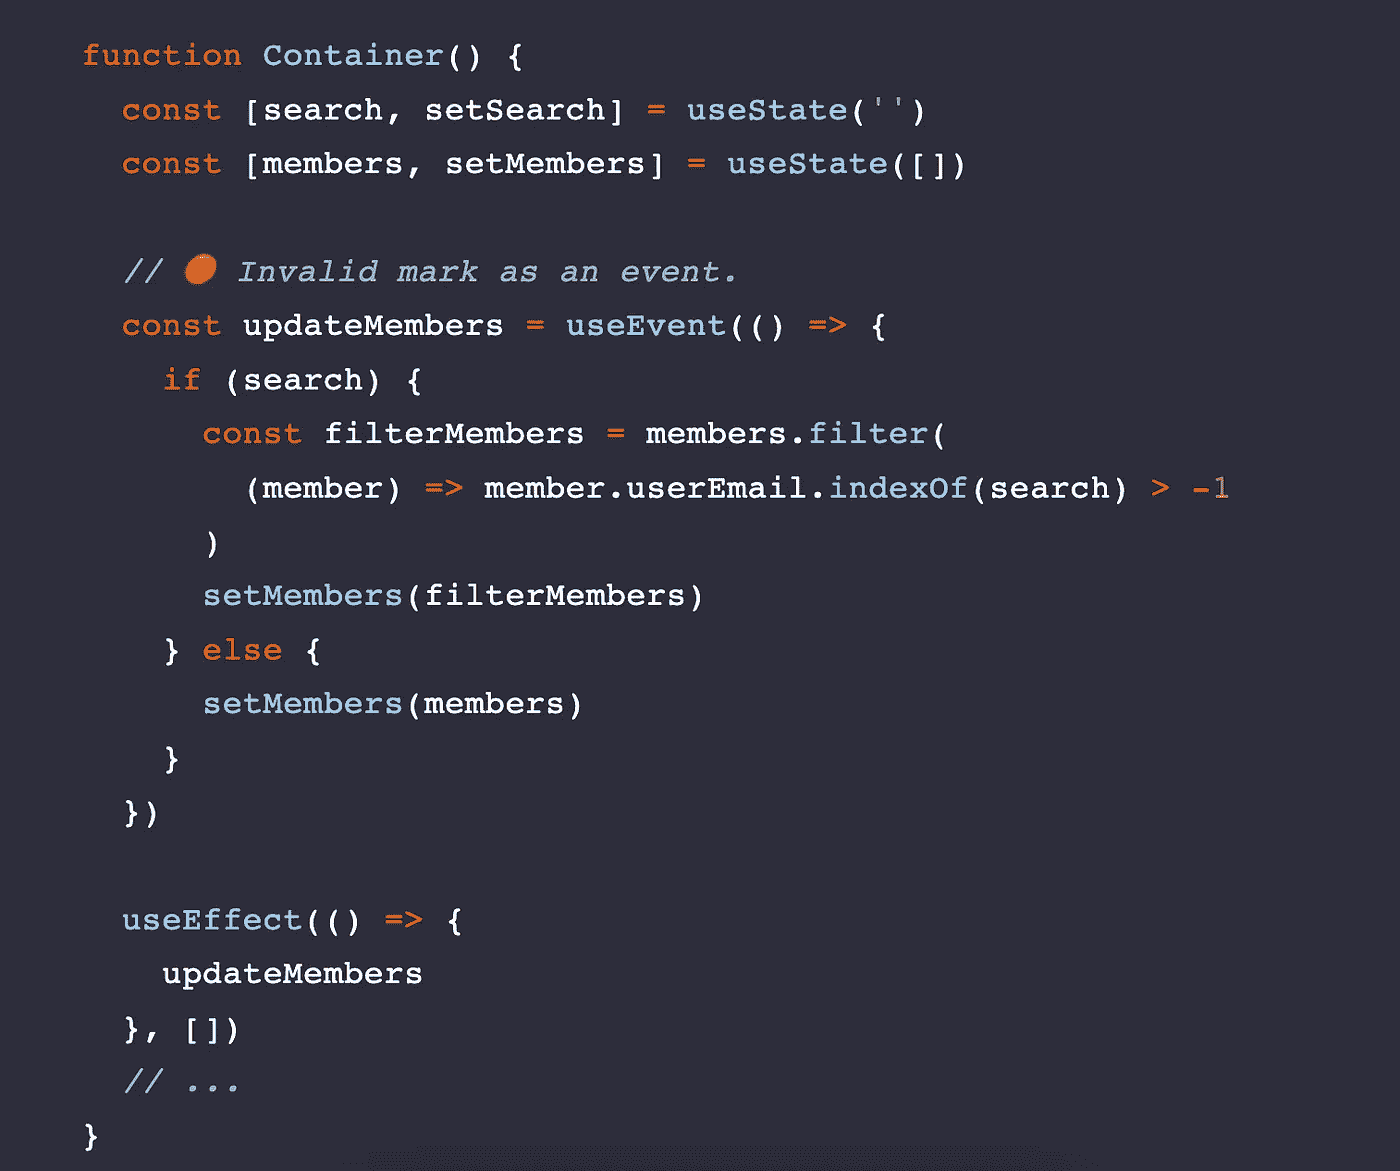 function Container() {
  const [search, setSearch] = useState('')
  const [members, setMembers] = useState([])

  // 🔴 Invalid mark as an event.
  const updateMembers = useEvent(() => {
    if (search) {
      const filterMembers = members.filter(
        (member) => member.userEmail.indexOf(search) > -1
      )
      setMembers(filterMembers)
    } else {
      setMembers(members)
    }
  })

  useEffect(() => {
    updateMembers
  }, [])
  // ...
}